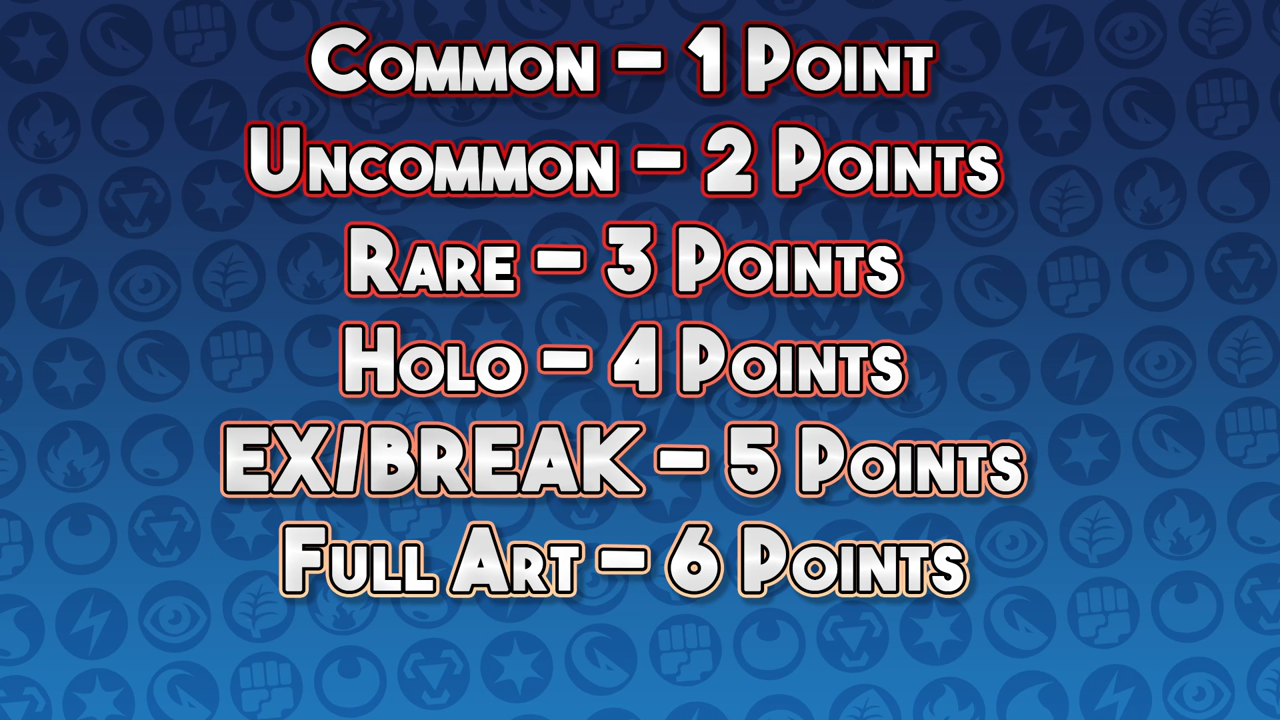 Common - 1 Point
Uncommon - 2 Points
Rare - 3 Points
Holo - 4 Points
EX/BREAK - 5 Points
Full Art - 6 Points